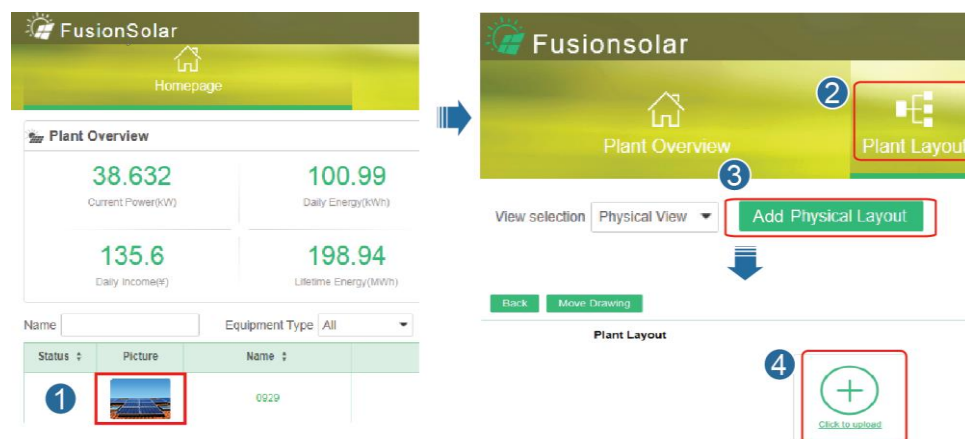 FusionSolar
Homepage
Plant Overview
38.632
Current Power(kW)
100.99
Daily Energy(kWh)
135.6
Daily Income(¥)
198.94
Lifetime Energy(MWh)
Name
Equipment Type All
Status Picture Name
1
0929
Fusionsolar
Plant Overview
2
Plant Layout
3
View selection Physical View Add Physical Layout
Back Move Drawing
Plant Layout
4
Click to upload